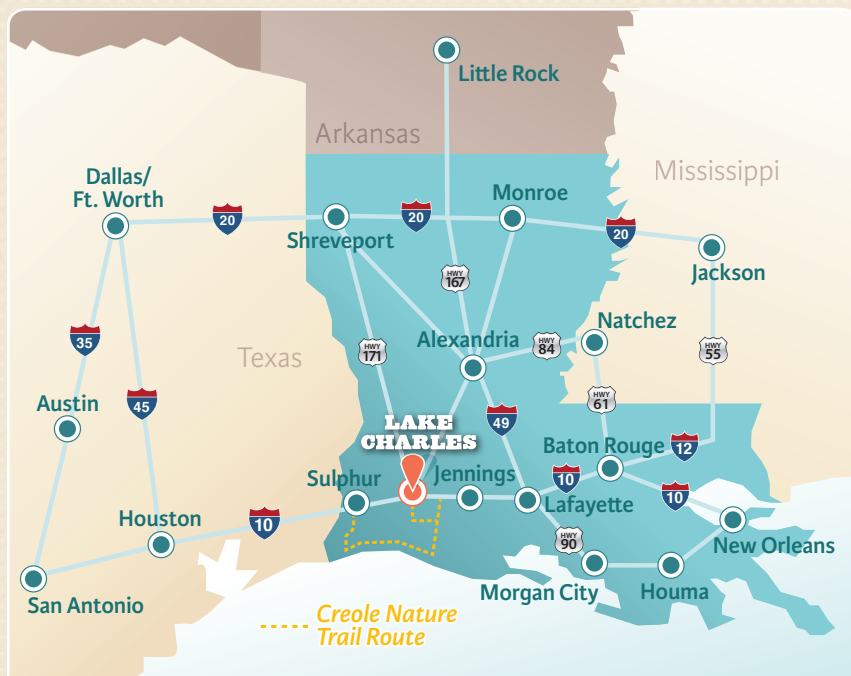 Little Rock
Arkansas
Mississippi
Dallas/
Ft. Worth
20
Shreveport
20
Monroe
20
Jackson
HWY
167
Natchez
Alexandria
HWY
84
35
Texas
HWY
171
HWY
55
Austin
45
HWY
61
LAKE
CHARLES
49
Baton Rouge
12
Sulphur
Jennings
10
10
Lafayette
Houston
10
HWY
90
New Orleans
San Antonio
Morgan City
Houma
Creole Nature
Trail Route